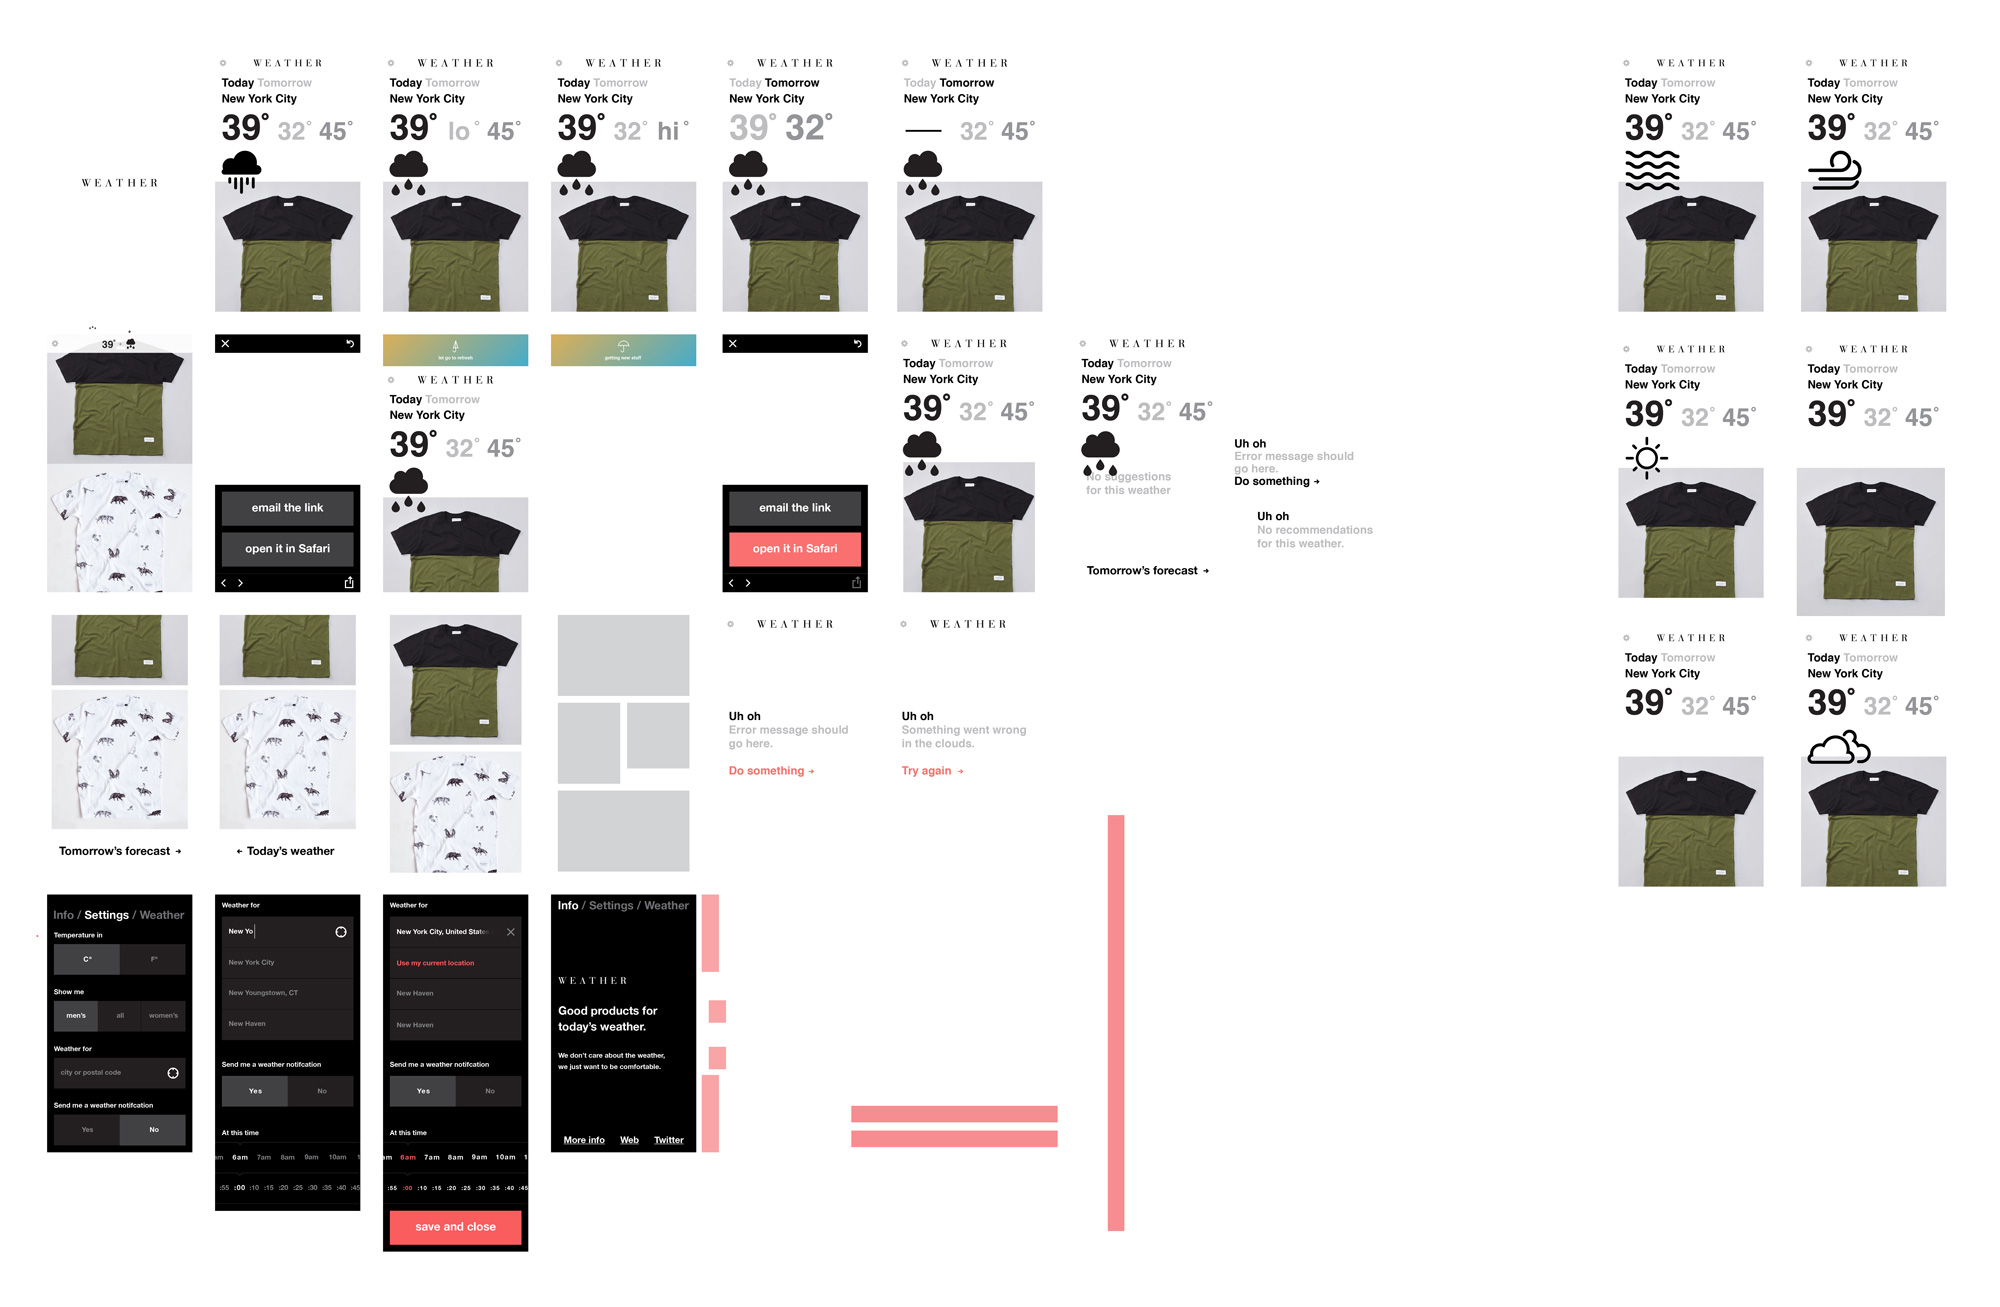 WEATHER
WEATHER
Today Tomorrow
New York City
39° 32° 45°
WEATHER
Today Tomorrow
New York City
39° lo° 45°
WEATHER
Today Tomorrow
New York City
39° 32° hi°
WEATHER
Today Tomorrow
New York City
39° 32°
WEATHER
Today Tomorrow
New York City
32° 45°
WEATHER
Today Tomorrow
New York City
39° 32° 45°
WEATHER
Today Tomorrow
New York City
39° 32° 45°
39°
email the link
open it in Safari
let go to refresh
WEATHER
Today Tomorrow
New York City
39° 32° 45°
getting new stuff
email the link
open it in Safari
WEATHER
Today Tomorrow
New York City
39° 32° 45°
WEATHER
Today Tomorrow
New York City
39° 32° 45°
No suggestions
for this weather
Tomorrow's forecast →
Uh oh
Error message should
go here.
Do something →
Uh oh
No recommendations
for this weather.
WEATHER
Today Tomorrow
New York City
39° 32° 45°
WEATHER
Today Tomorrow
New York City
39° 32° 45°
Tomorrow's forecast →
← Today's weather
WEATHER
Uh oh
Error message should
go here.
Do something →
WEATHER
Uh oh
Something went wrong
in the clouds.
Try again →
WEATHER
Today Tomorrow
New York City
39° 32° 45°
WEATHER
Today Tomorrow
New York City
39° 32° 45°
Info / Settings / Weather
Temperature in
C° F°
Show me
men's all women's
Weather for
city or postal code
Send me a weather notifcation
Yes No
Weather for
New Yo
New York City
New Youngstown, CT
New Haven
Send me a weather notifcation
Yes No
At this time
am 6am 7am 8am 9am 10am 1
:55 :00 :10 :15 :20 :25 :30 :35 :40 :45
Weather for
New York City, United States
Use my current location
New Haven
New Haven
Send me a weather notifcation
Yes No
At this time
am 6am 7am 8am 9am 10am 1
:55 :00 :10 :15 :20 :25 :30 :35 :40 :45
save and close
Info / Settings / Weather
WEATHER
Good products for
today's weather.
We don't care about the weather,
we just want to be comfortable.
More info Web Twitter